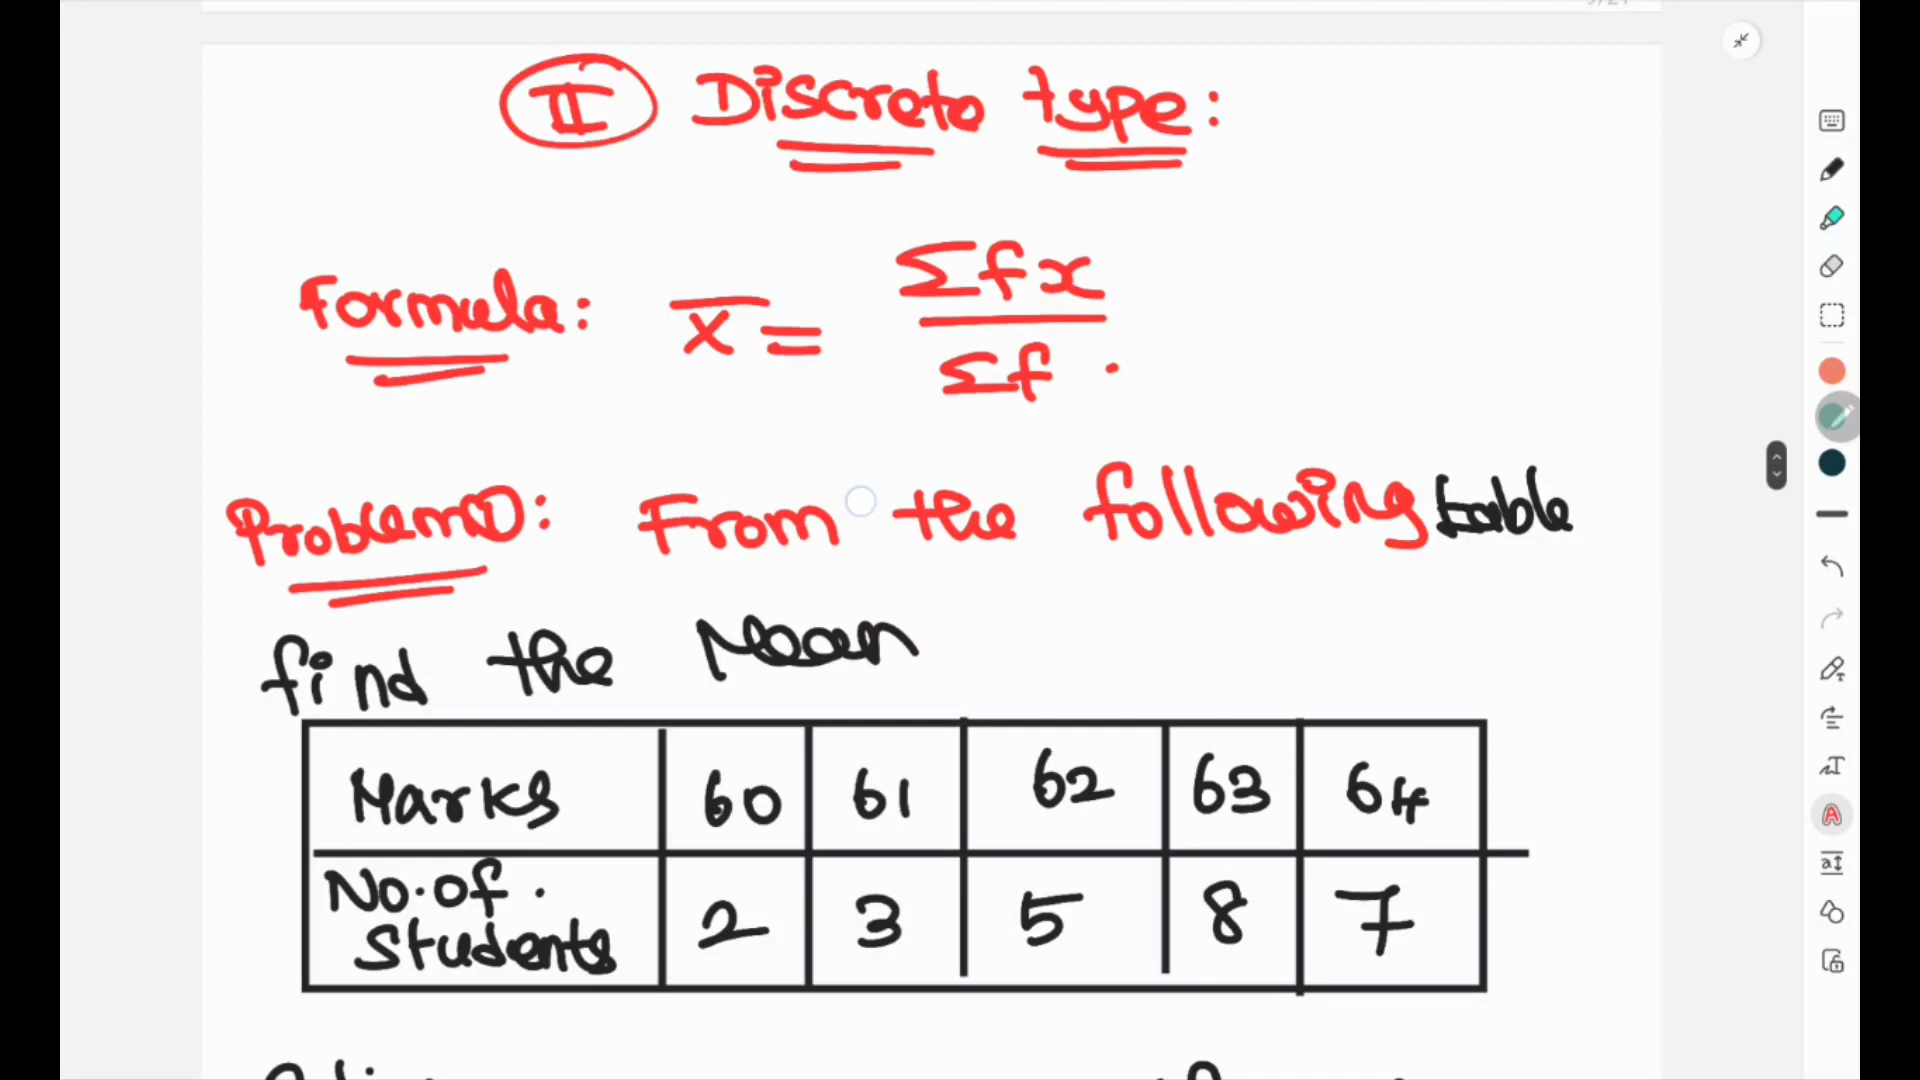 II Discrete type:
Formula: x̄ = Σfx / Σf .
Problem 1: From the following table
find the Mean
Marks 60 61 62 63 64
No. of . Students 2 3 5 8 7